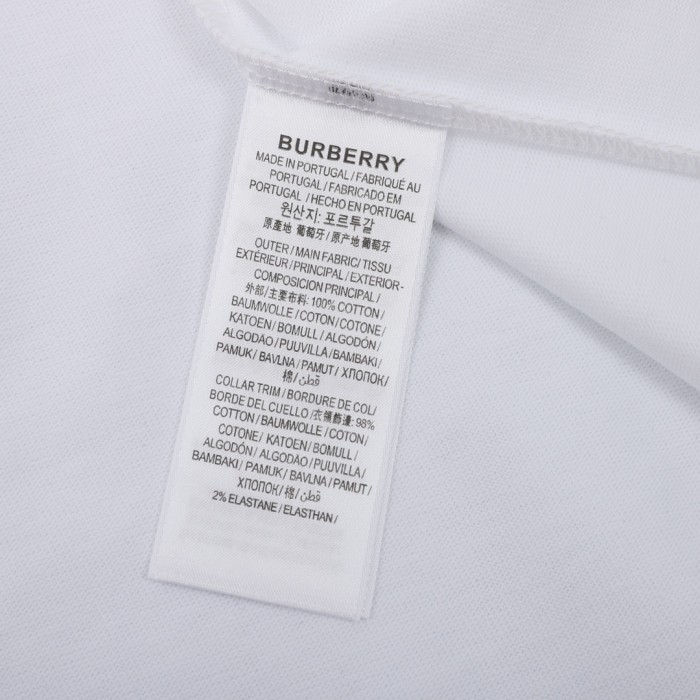 BURBERRY
MADE IN PORTUGAL / FABRIQUÉ AU
PORTUGAL / FABRICADO EM
PORTUGAL / HECHO EN PORTUGAL
원산지: 포르투갈
原產地 葡萄牙 / 原产地 葡萄牙
OUTER / MAIN FABRIC / TISSU
EXTÉRIEUR / PRINCIPAL / EXTERIOR-
COMPOSICION PRINCIPAL /
外部/主要布料: 100% COTTON /
BAUMWOLLE / COTON / COTONE /
KATOEN / BOMULL / ALGODÓN /
ALGODAO / PUUVILLA / BAMBAKI /
PAMUK / BAVLNA / PAMUT / ХЛОПОК /
棉 / قطن /
COLLAR TRIM / BORDURE DE COL/
BORDE DEL CUELLO /衣領飾邊: 98%
COTTON / BAUMWOLLE / COTON /
COTONE / KATOEN / BOMULL /
ALGODÓN / ALGODAO / PUUVILLA /
BAMBAKI / PAMUK / BAVLNA / PAMUT /
ХЛОПОК / 棉 / قطن /
2% ELASTANE / ELASTHAN /